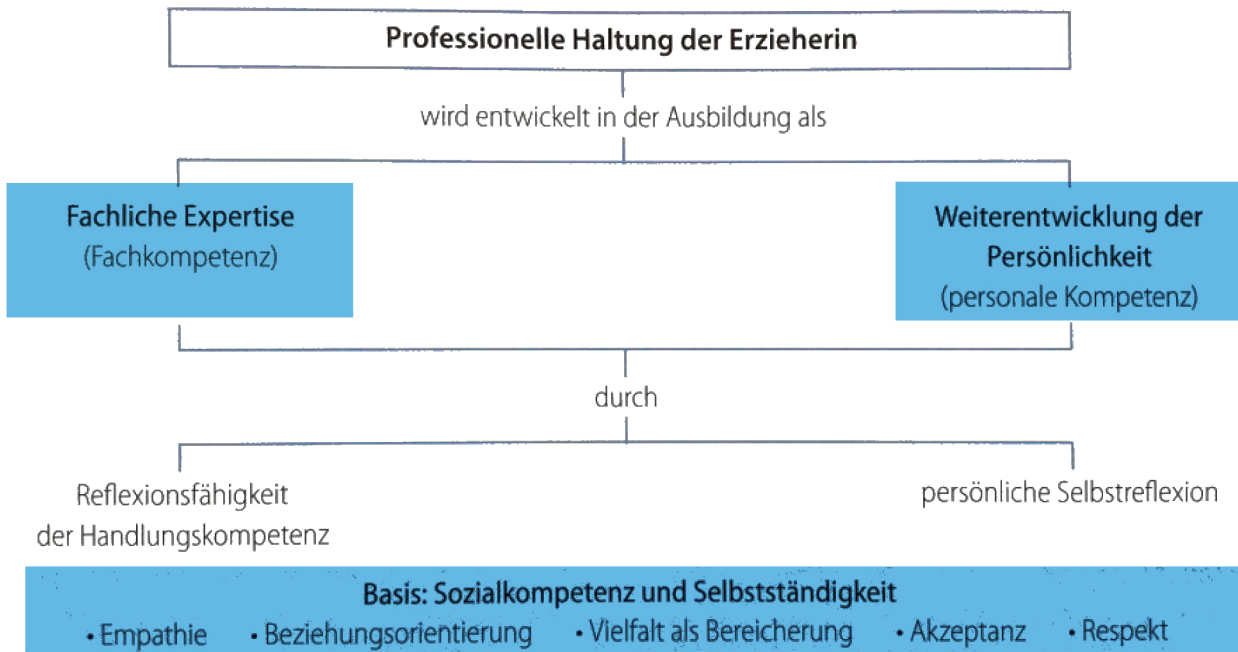 Professionelle Haltung der Erzieherin
wird entwickelt in der Ausbildung als
Fachliche Expertise
(Fachkompetenz)
Weiterentwicklung der
Persönlichkeit
(personale Kompetenz)
durch
Reflexionsfähigkeit
der Handlungskompetenz
persönliche Selbstreflexion
Basis: Sozialkompetenz und Selbstständigkeit
• Empathie • Beziehungsorientierung • Vielfalt als Bereicherung • Akzeptanz • Respekt